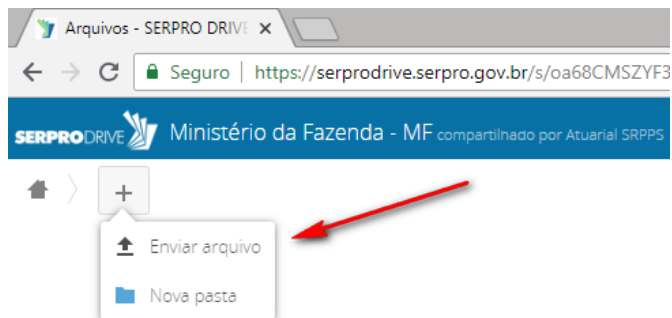 Arquivos - SERPRO DRIVE
Seguro | https://serprodrive.serpro.gov.br/s/oa68CMSZYF3
SERPRODRIVE Ministério da Fazenda - MF compartilhado por Atuarial SRPPS
+
Enviar arquivo
Nova pasta